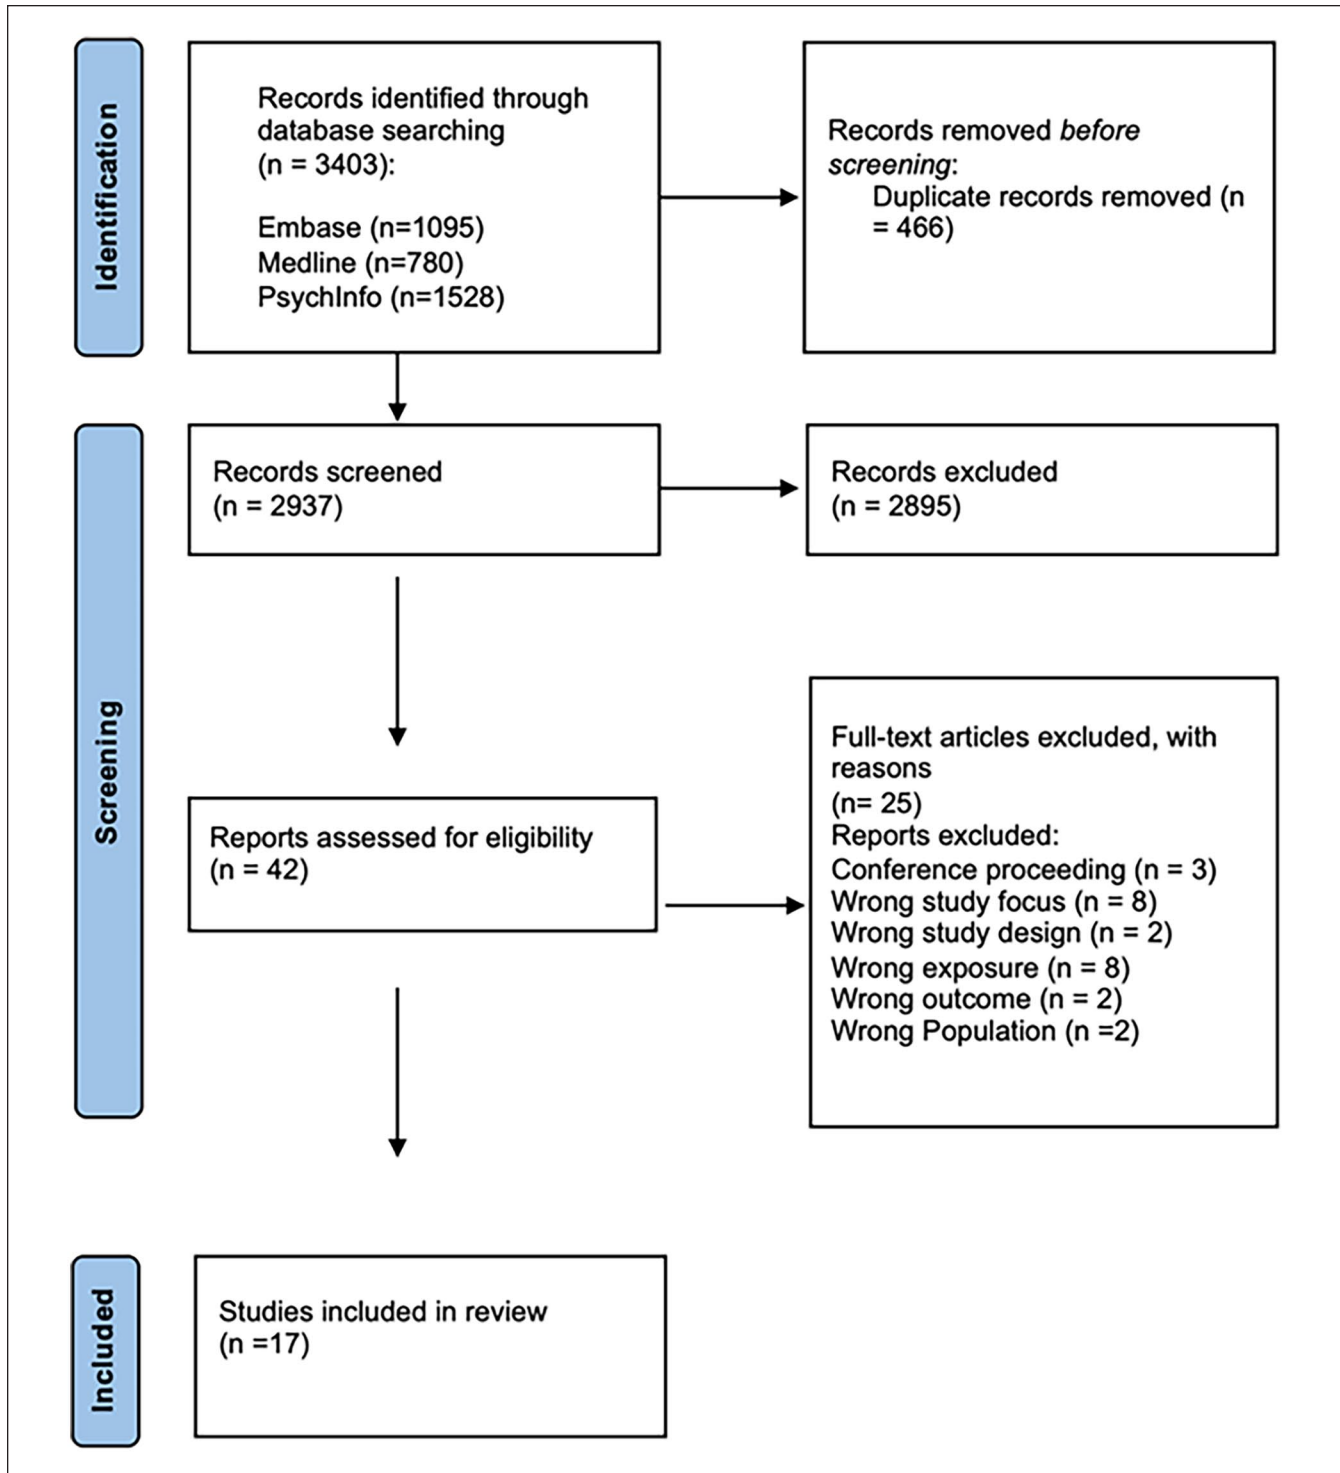 Identification
Records identified through
database searching
(n = 3403):
Embase (n=1095)
Medline (n=780)
PsychInfo (n=1528)
Records removed before
screening:
Duplicate records removed (n
= 466)
Screening
Records screened
(n = 2937)
Records excluded
(n = 2895)
Reports assessed for eligibility
(n = 42)
Full-text articles excluded, with
reasons
(n= 25)
Reports excluded:
Conference proceeding (n = 3)
Wrong study focus (n = 8)
Wrong study design (n = 2)
Wrong exposure (n = 8)
Wrong outcome (n = 2)
Wrong Population (n =2)
Included
Studies included in review
(n =17)